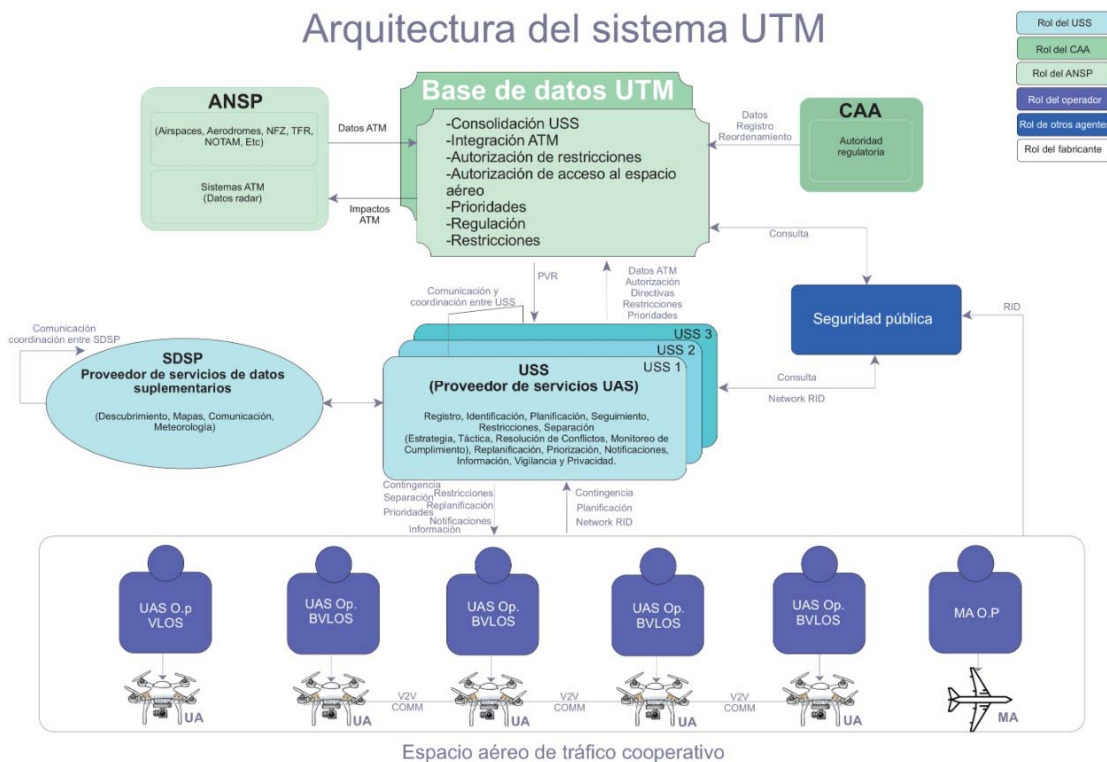 Arquitectura del sistema UTM
Rol del USS
Rol del CAA
Rol del ANSP
Rol del operador
Rol de otros agentes
Rol del fabricante
ANSP
(Airspaces, Aerodromes, NFZ, TFR,
NOTAM, Etc)
Sistemas ATM
(Datos radar)
Datos ATM
Impactos
ATM
Base de datos UTM
-Consolidación USS
-Integración ATM
-Autorización de restricciones
-Autorización de acceso al espacio
aéreo
-Prioridades
-Regulación
-Restricciones
Datos
Registro
Reordenamiento
CAA
Autoridad
regulatoria
Consulta
PVR
Datos ATM
Autorización
Directivas
Restricciones
Prioridades
Comunicación y
coordinación entre USS
Seguridad pública
RID
Comunicación
coordinación entre SDSP
SDSP
Proveedor de servicios de datos
suplementarios
(Descubrimiento, Mapas, Comunicación,
Meteorología)
USS 3
USS 2
USS 1
USS
(Proveedor de servicios UAS)
Registro, Identificación, Planificación, Seguimiento,
Restricciones, Separación
(Estrategia, Táctica, Resolución de Conflictos, Monitoreo de
Cumplimiento), Replanificación, Priorización, Notificaciones,
Información, Vigilancia y Privacidad.
Consulta
Network RID
Contingencia
Separación
Prioridades
Restricciones
Replanificación
Notificaciones
Información
Contingencia
Planificación
Network RID
UAS O.p
VLOS
UAS Op.
BVLOS
UAS Op.
BVLOS
UAS Op.
BVLOS
UAS Op.
BVLOS
MA O.P
UA
V2V
COMM
UA
V2V
COMM
UA
V2V
COMM
UA
UA
MA
Espacio aéreo de tráfico cooperativo